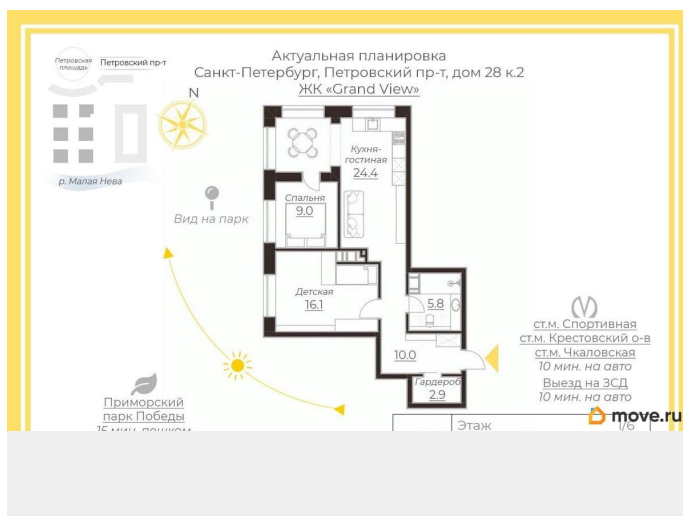 Петровская
площадь
Петровский пр-т
Актуальная планировка
Санкт-Петербург, Петровский пр-т, дом 28 к.2
ЖК «Grand View»
N
р. Малая Нева
Вид на парк
Кухня-
гостиная
24.4
Спальня
9.0
Детская
16.1
5.8
10.0
Гардероб
2.9
ст.м. Спортивная
ст.м. Крестовский о-в
ст.м. Чкаловская
10 мин. на авто
Выезд на ЗСД
10 мин. на авто
Приморский
парк Победы
15 мин. пешком
Этаж 1/6
move.ru